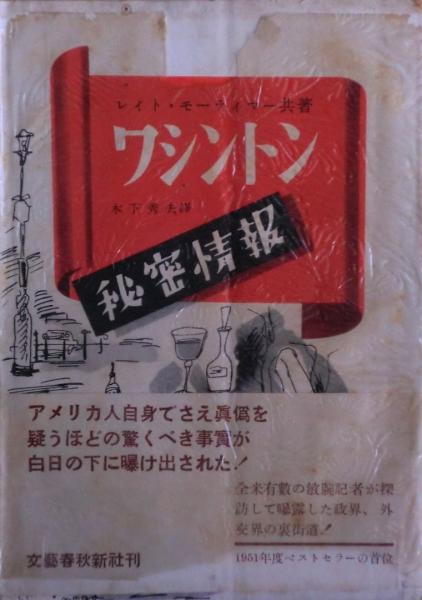 レイト・モーティマー共著
ワシントン
木下秀夫譯
秘密情報
アメリカ人自身でさえ眞僞を
疑うほどの驚くべき事實が
白日の下に曝け出された！
全米有數の敏腕記者が探
訪して曝露した政界、外
交界の裏街道！
文藝春秋新社刊
1951年度ベストセラーの首位